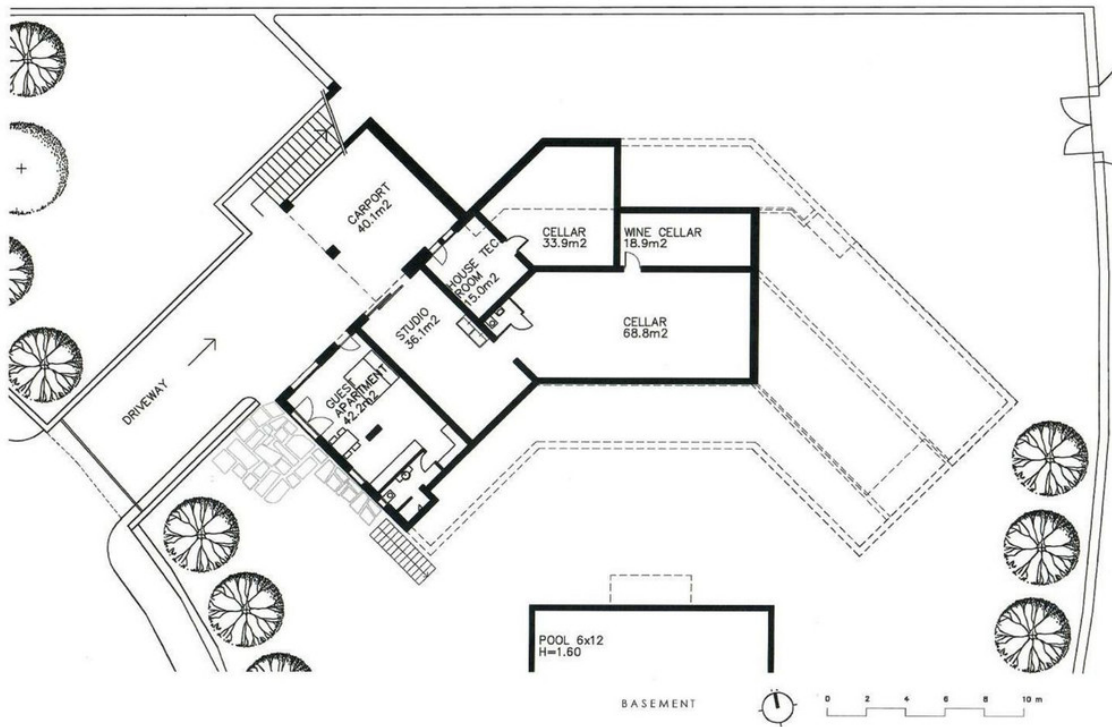 CARPORT
40.1m2
CELLAR
33.9m2
WINE CELLAR
18.9m2
HOUSE TEC.
ROOM
15.0m2
STUDIO
36.1m2
CELLAR
68.8m2
GUEST
APARTMENT
42.2m2
DRIVEWAY
POOL 6x12
H=1.60
BASEMENT
0 2 4 6 8 10 m